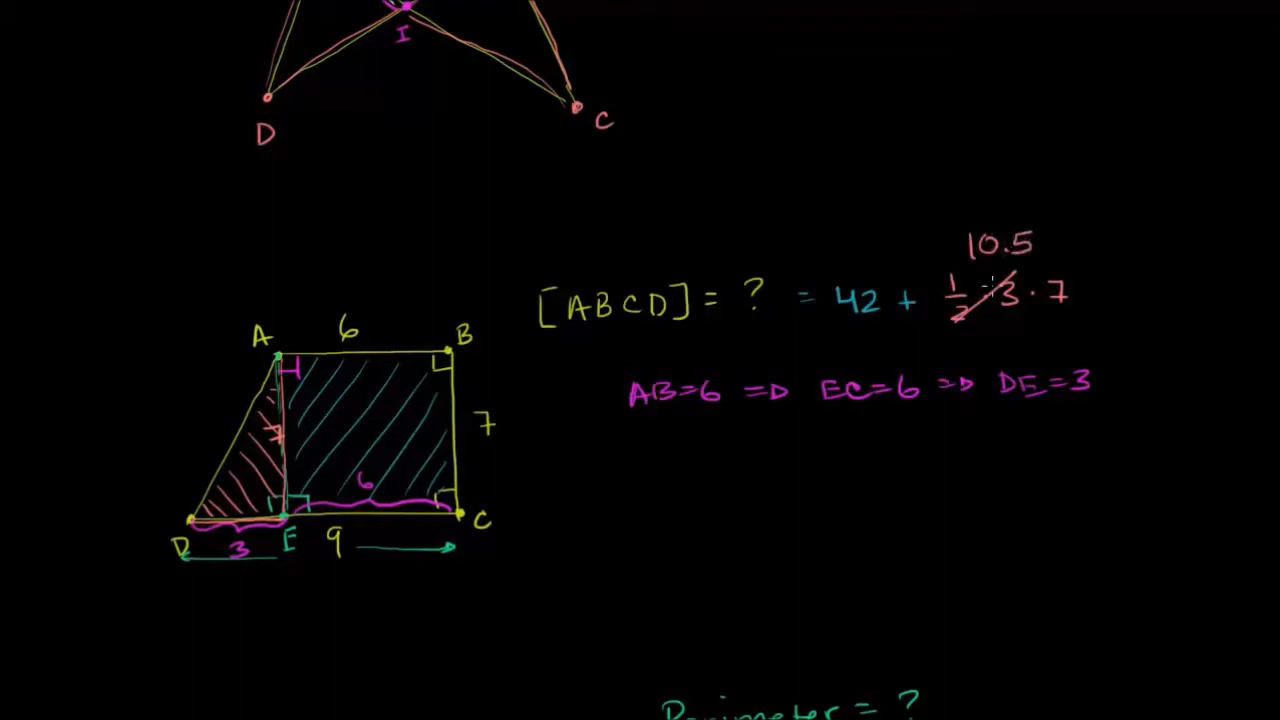 I
D
C
10.5
[ABCD] = ? = 42 + 1/2 · 3 · 7
A 6 B
AB=6 ⇒ EC=6 ⇒ DE=3
7 7
6
D 3 E 9 C
Perimeter = ?